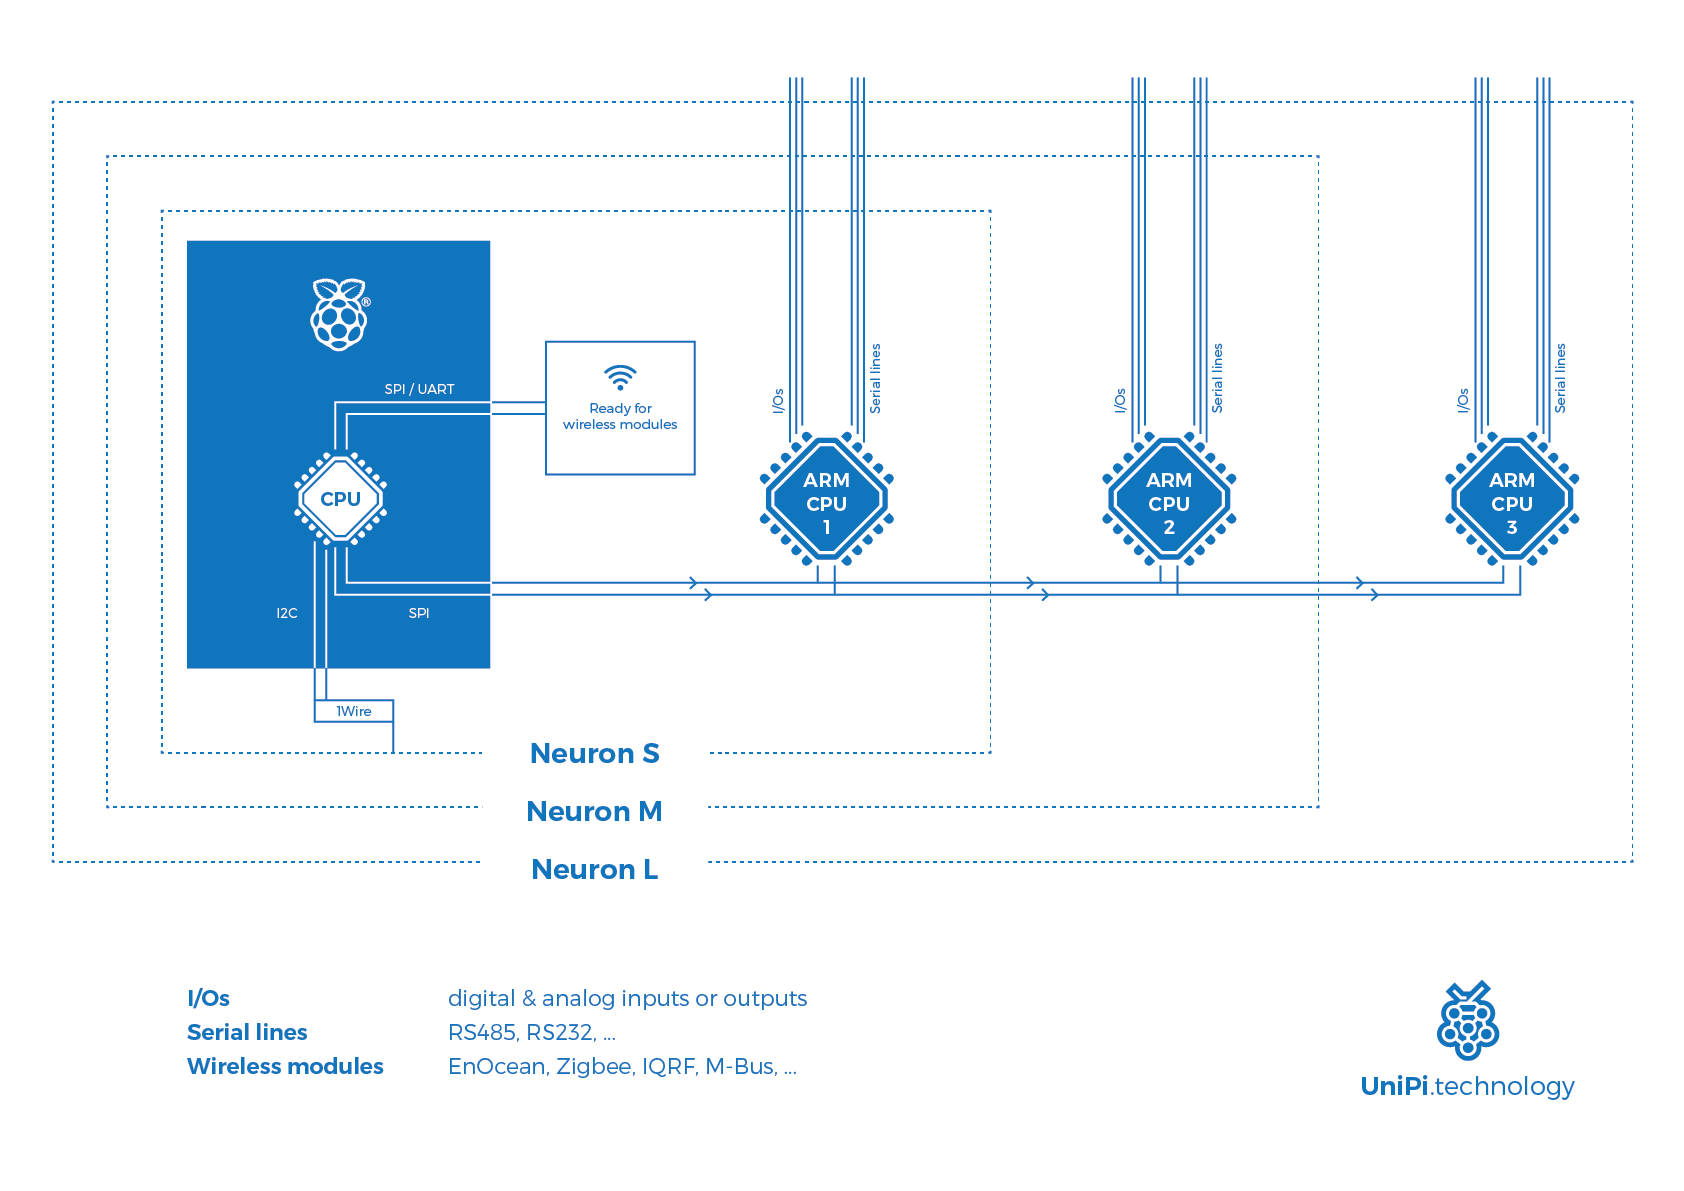 ®
SPI / UART
Ready for
wireless modules
I/Os
Serial lines
I/Os
Serial lines
I/Os
Serial lines
CPU
ARM
CPU
1
ARM
CPU
2
ARM
CPU
3
I2C
SPI
1Wire
Neuron S
Neuron M
Neuron L
I/Os digital & analog inputs or outputs
Serial lines RS485, RS232, ...
Wireless modules EnOcean, Zigbee, IQRF, M-Bus, ...
UniPi.technology